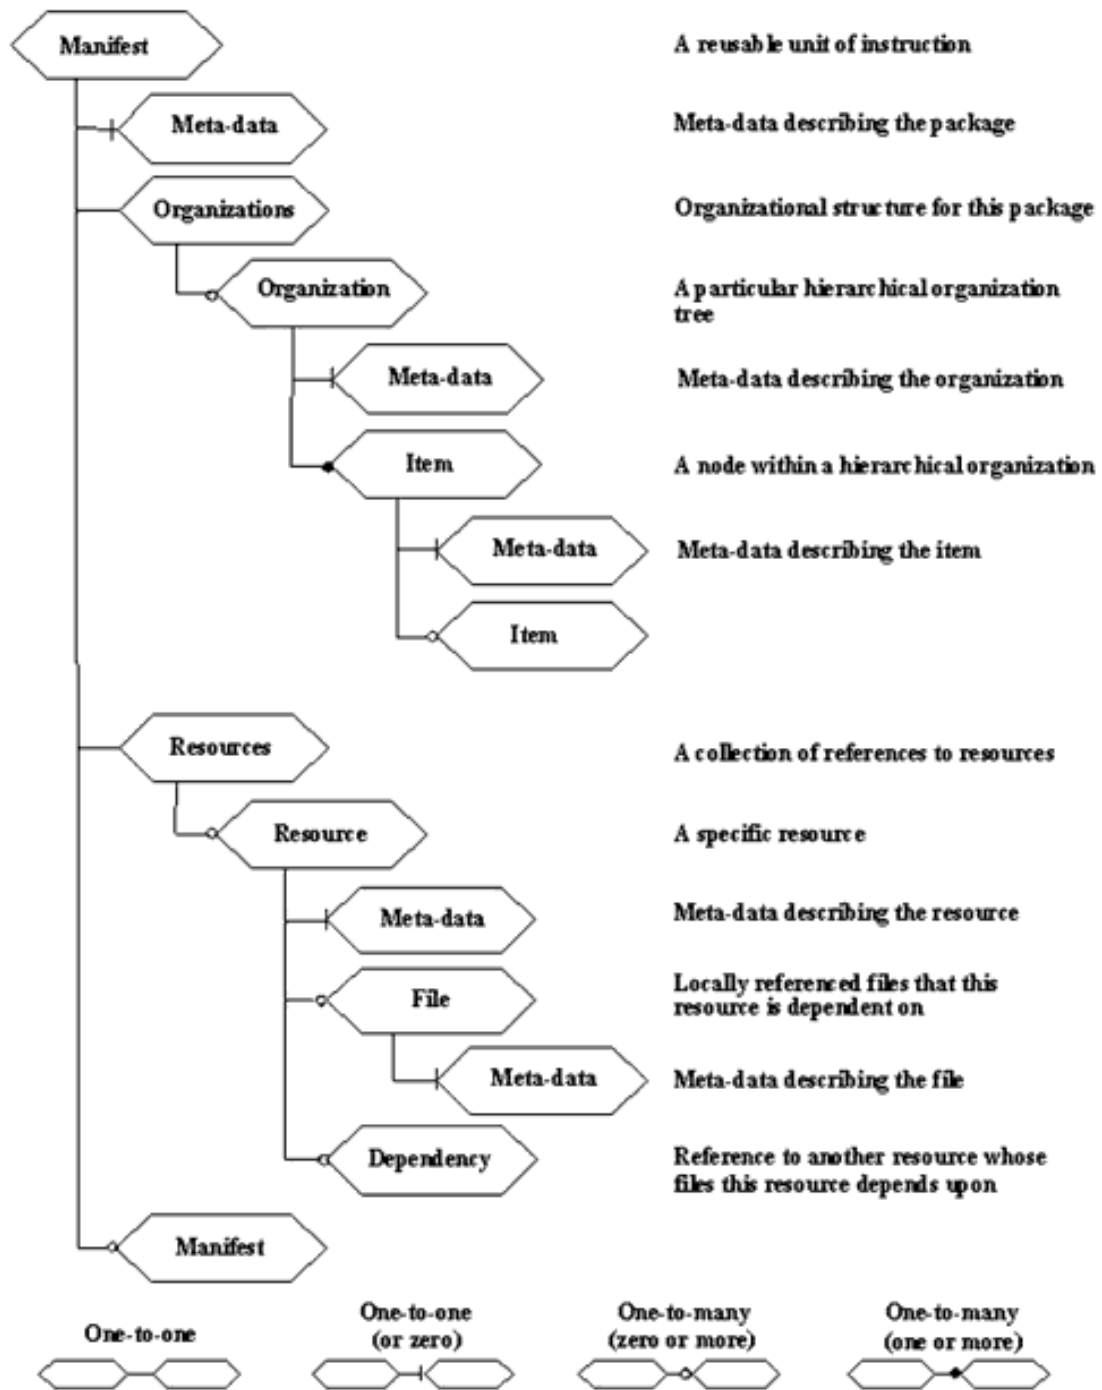 Manifest
A reusable unit of instruction
Meta-data
Meta-data describing the package
Organizations
Organizational structure for this package
Organization
A particular hierarchical organization
tree
Meta-data
Meta-data describing the organization
Item
A node within a hierarchical organization
Meta-data
Meta-data describing the item
Item
Resources
A collection of references to resources
Resource
A specific resource
Meta-data
Meta-data describing the resource
File
Locally referenced files that this
resource is dependent on
Meta-data
Meta-data describing the file
Dependency
Reference to another resource whose
files this resource depends upon
Manifest
One-to-one
One-to-one
(or zero)
One-to-many
(zero or more)
One-to-many
(one or more)